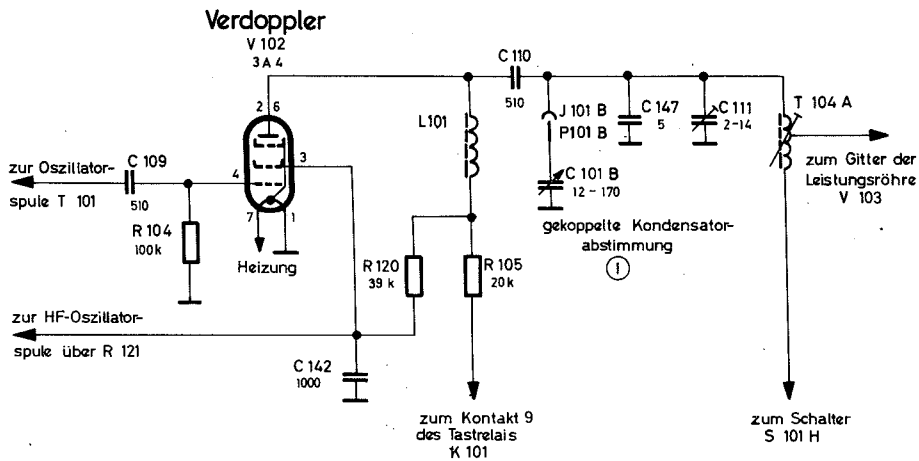 Verdoppler
V 102
3A4
2 6
3
4
7
1
Heizung
zur Oszillator-
spule T 101
C 109
510
R 104
100k
zur HF-Oszillator-
spule über R 121
C 142
1000
R 120
39 k
R 105
20k
L101
C 110
510
J 101 B
P101 B
C 101 B
12-170
gekoppelte Kondensator-
abstimmung
1
C 147
5
C 111
2-14
T 104 A
zum Gitter der
Leistungsröhre
V 103
zum Kontakt 9
des Tastrelais
K 101
zum Schalter
S 101 H